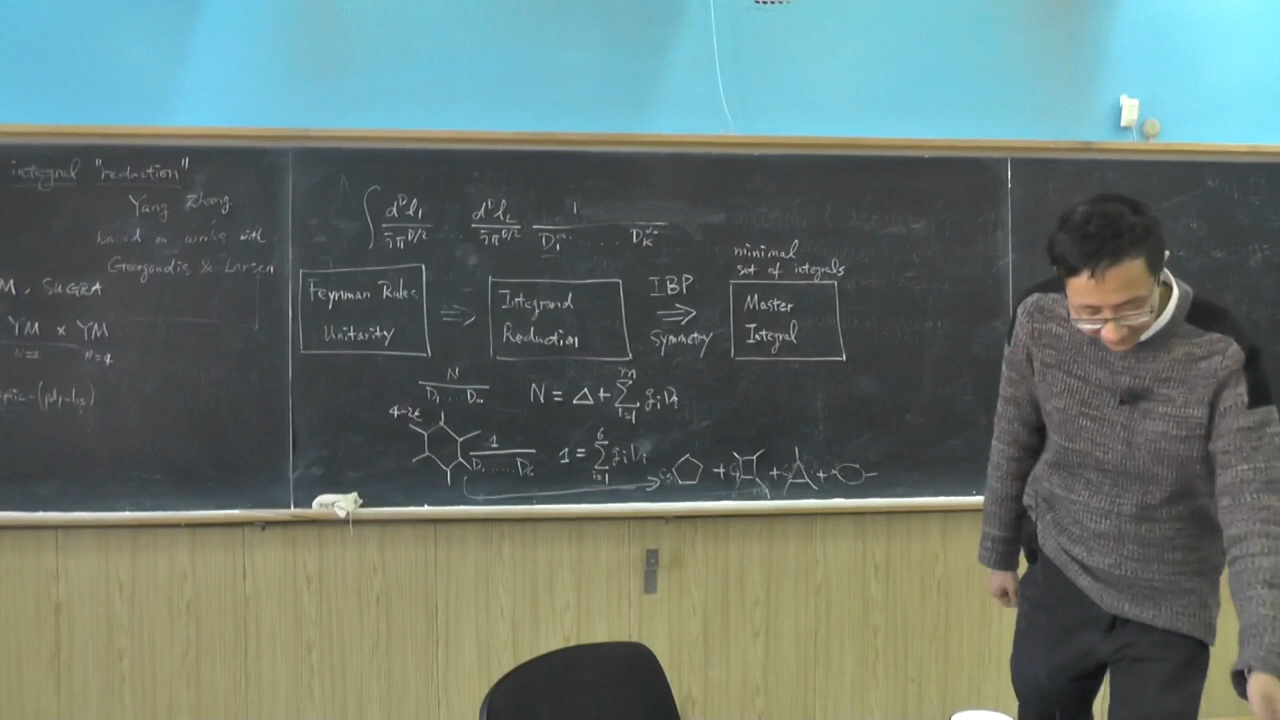 integral "reduction"
Yang Zhang
based on works with
Georgoudis & Larsen
M, SUGRA
YM × YM
N=4
∫ d^D l_1 / iπ^{D/2} ... d^D l_L / iπ^{D/2} 1 / D_1 ... D_k
minimal
set of integrals
Feynman Rules
Unitarity
⇒
Integrand
Reduction
IBP
⇒
Symmetry
Master
Integral
N / D_1 ... D_m N = Δ + Σ_{i=1}^{m} g_i D_i
4-2ε
1 / D_1 ...... D_6 1 = Σ_{i=1}^{6} g_i D_i
+ + +